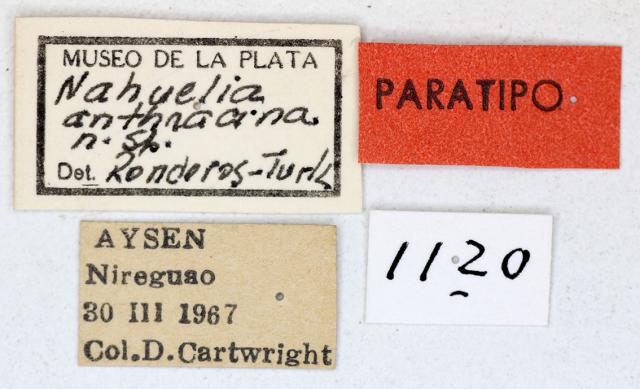 MUSEO DE LA PLATA
Nahuelia
anthracina
n. sp.
Det. Ronderos-Turk
PARATIPO
AYSEN
Nireguao
30 III 1967
Col.D.Cartwright
1120